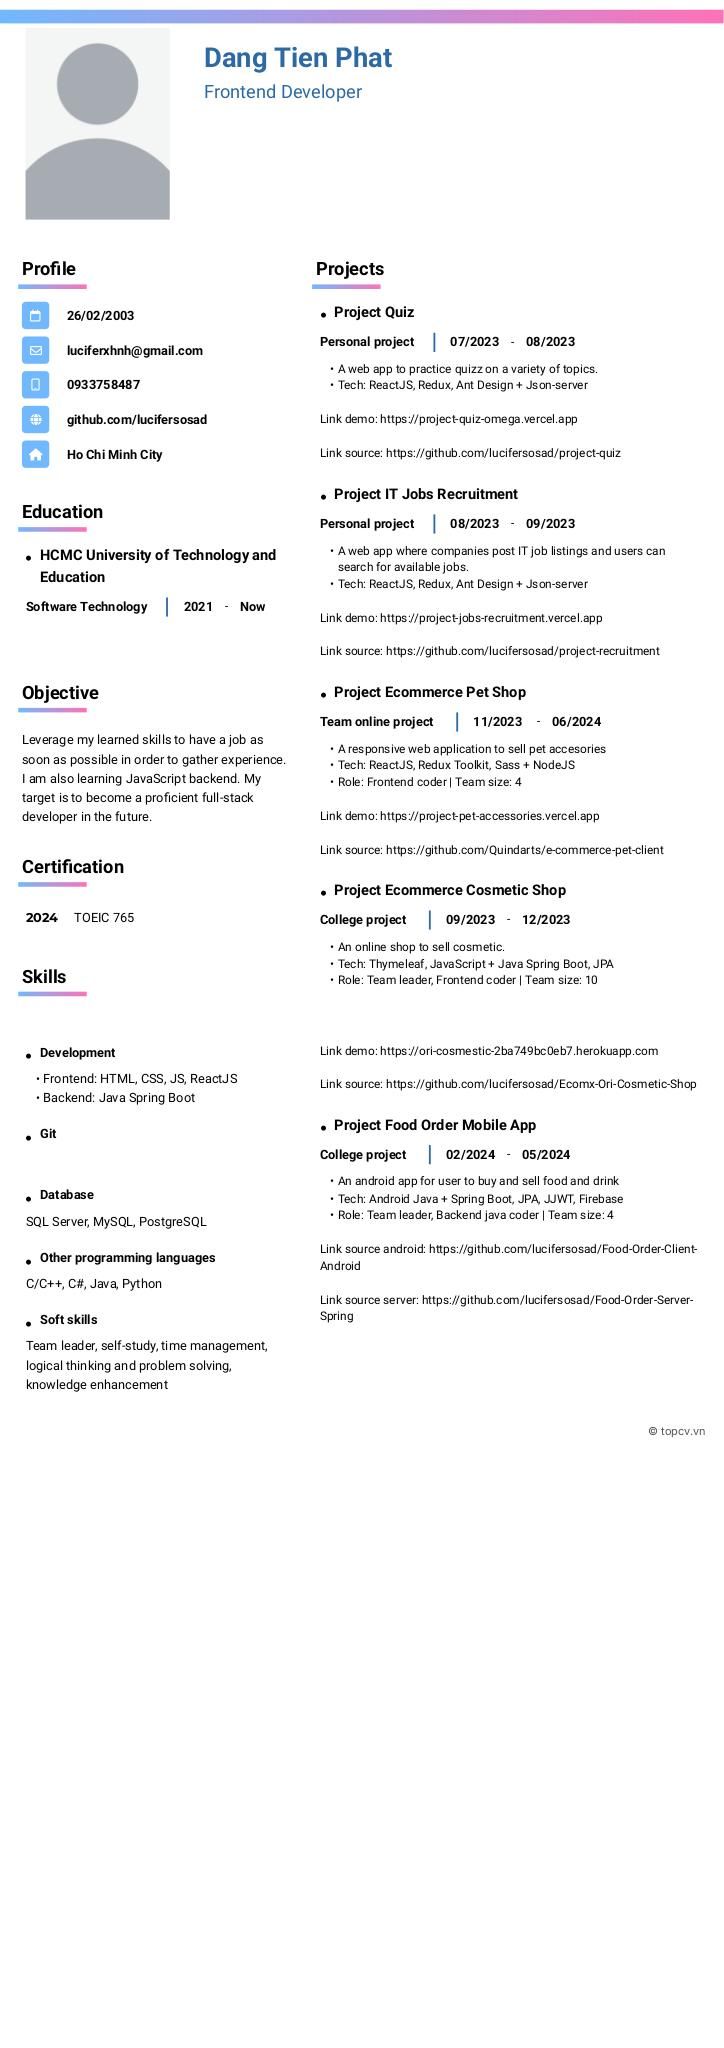 Dang Tien Phat
Frontend Developer
Profile
26/02/2003
luciferxhnh@gmail.com
0933758487
github.com/lucifersosad
Ho Chi Minh City
Education
HCMC University of Technology and
Education
Software Technology 2021 - Now
Objective
Leverage my learned skills to have a job as
soon as possible in order to gather experience.
I am also learning JavaScript backend. My
target is to become a proficient full-stack
developer in the future.
Certification
2024 TOEIC 765
Skills
Development
• Frontend: HTML, CSS, JS, ReactJS
• Backend: Java Spring Boot
Git
Database
SQL Server, MySQL, PostgreSQL
Other programming languages
C/C++, C#, Java, Python
Soft skills
Team leader, self-study, time management,
logical thinking and problem solving,
knowledge enhancement
Projects
Project Quiz
Personal project 07/2023 - 08/2023
• A web app to practice quizz on a variety of topics.
• Tech: ReactJS, Redux, Ant Design + Json-server
Link demo: https://project-quiz-omega.vercel.app
Link source: https://github.com/lucifersosad/project-quiz
Project IT Jobs Recruitment
Personal project 08/2023 - 09/2023
• A web app where companies post IT job listings and users can
search for available jobs.
• Tech: ReactJS, Redux, Ant Design + Json-server
Link demo: https://project-jobs-recruitment.vercel.app
Link source: https://github.com/lucifersosad/project-recruitment
Project Ecommerce Pet Shop
Team online project 11/2023 - 06/2024
• A responsive web application to sell pet accesories
• Tech: ReactJS, Redux Toolkit, Sass + NodeJS
• Role: Frontend coder | Team size: 4
Link demo: https://project-pet-accessories.vercel.app
Link source: https://github.com/Quindarts/e-commerce-pet-client
Project Ecommerce Cosmetic Shop
College project 09/2023 - 12/2023
• An online shop to sell cosmetic.
• Tech: Thymeleaf, JavaScript + Java Spring Boot, JPA
• Role: Team leader, Frontend coder | Team size: 10
Link demo: https://ori-cosmestic-2ba749bc0eb7.herokuapp.com
Link source: https://github.com/lucifersosad/Ecomx-Ori-Cosmetic-Shop
Project Food Order Mobile App
College project 02/2024 - 05/2024
• An android app for user to buy and sell food and drink
• Tech: Android Java + Spring Boot, JPA, JJWT, Firebase
• Role: Team leader, Backend java coder | Team size: 4
Link source android: https://github.com/lucifersosad/Food-Order-Client-
Android
Link source server: https://github.com/lucifersosad/Food-Order-Server-
Spring
© topcv.vn